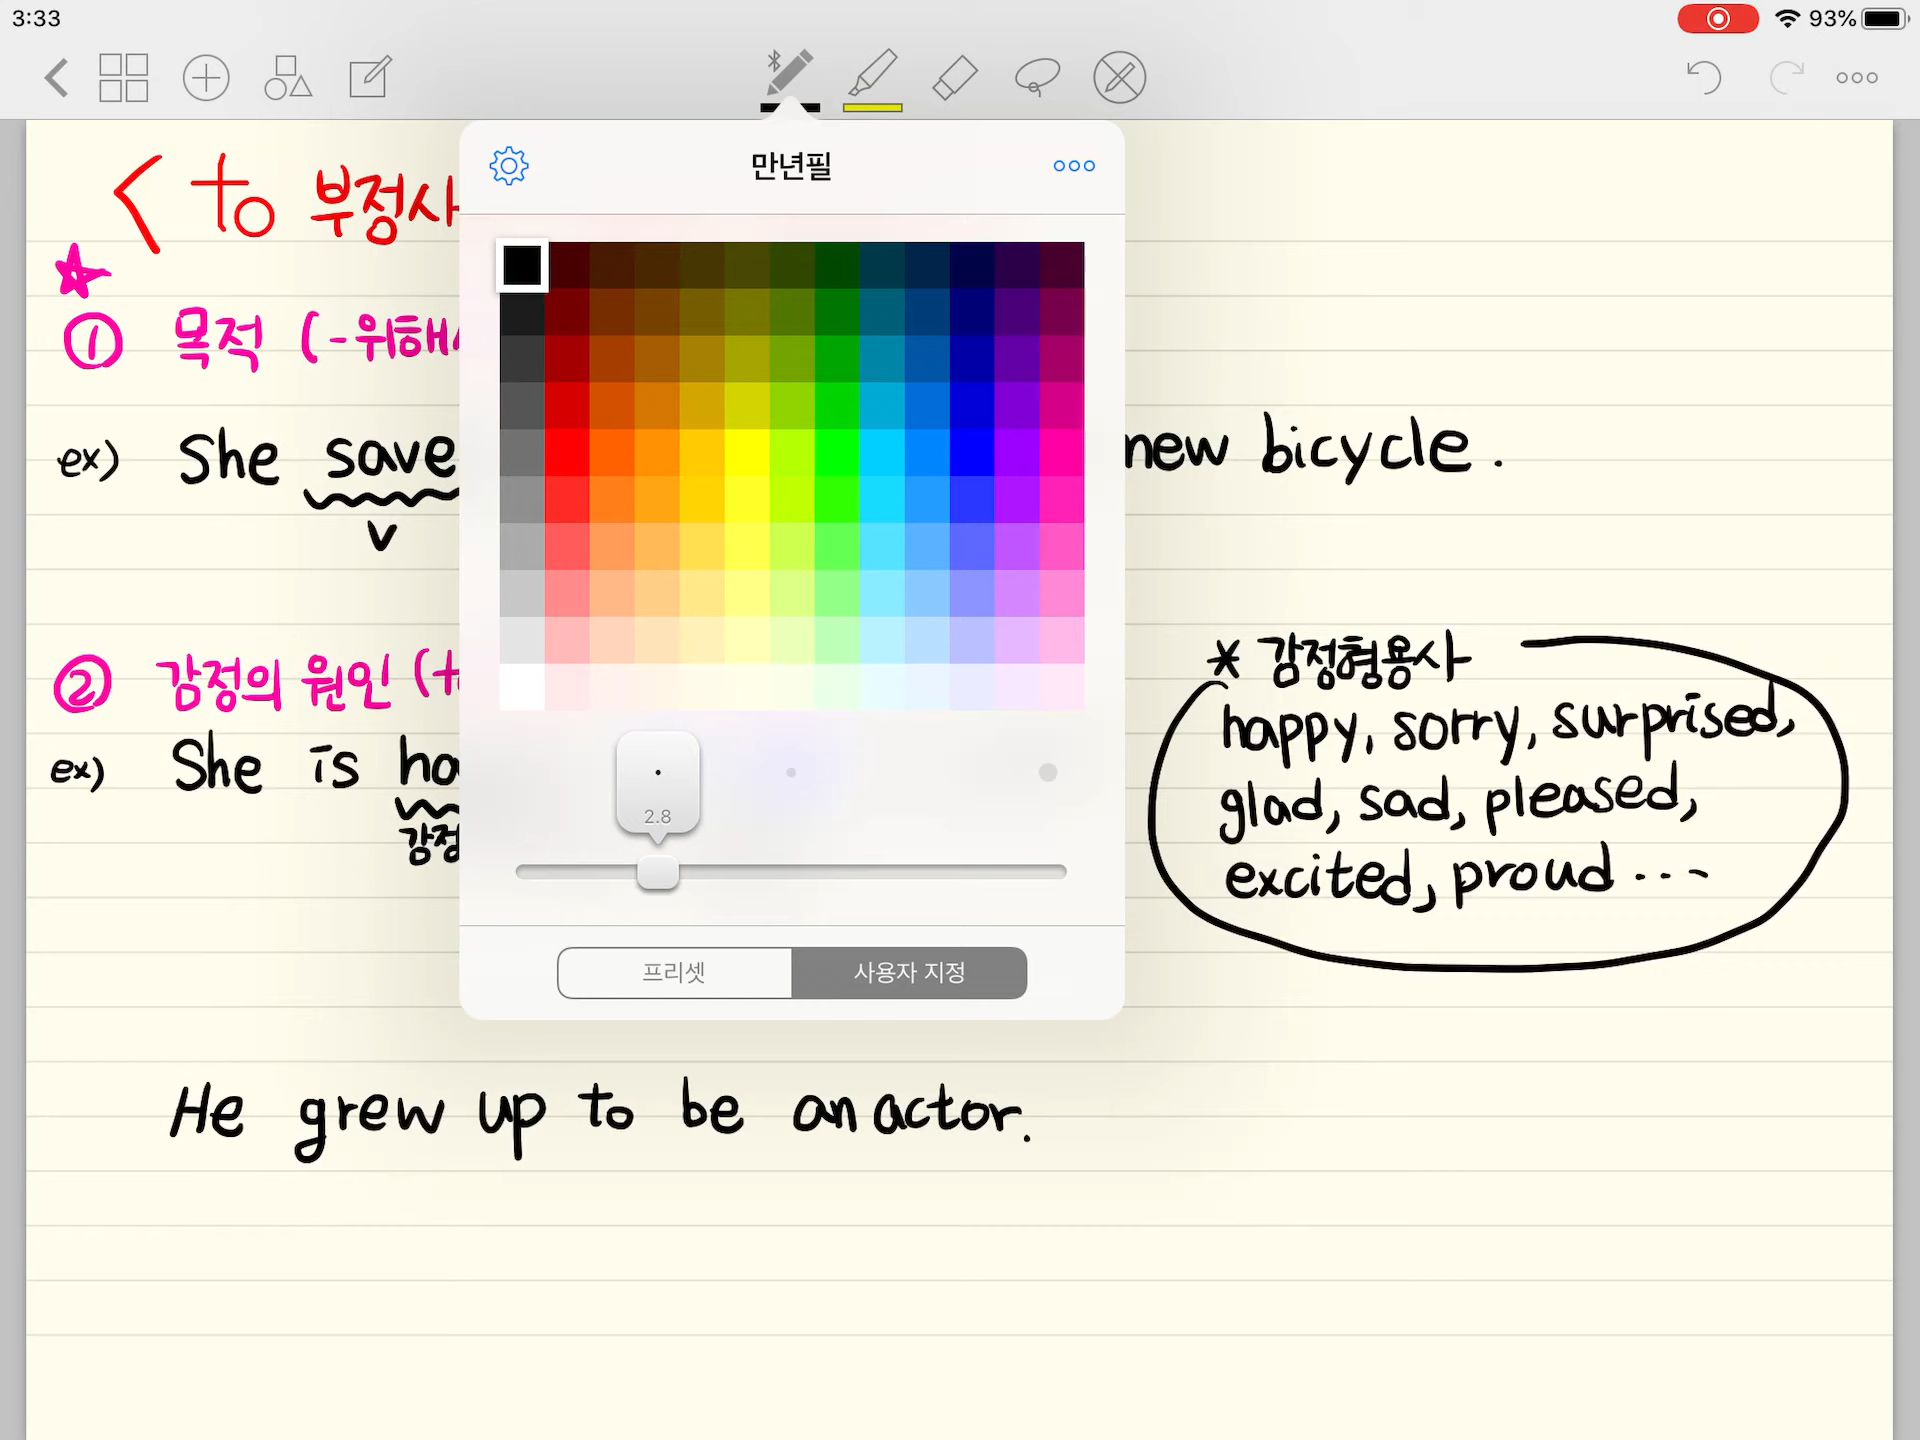 3:33 93%
만년필
< to 부정사
① 목적 (-위해
ex) She save new bicycle.
v
② 감정의 원인 (t
* 감정형용사
happy, sorry, surprised,
ex) She is ha
glad, sad, pleased,
2.8
감정
excited, proud ...
프리셋 사용자 지정
He grew up to be an actor.